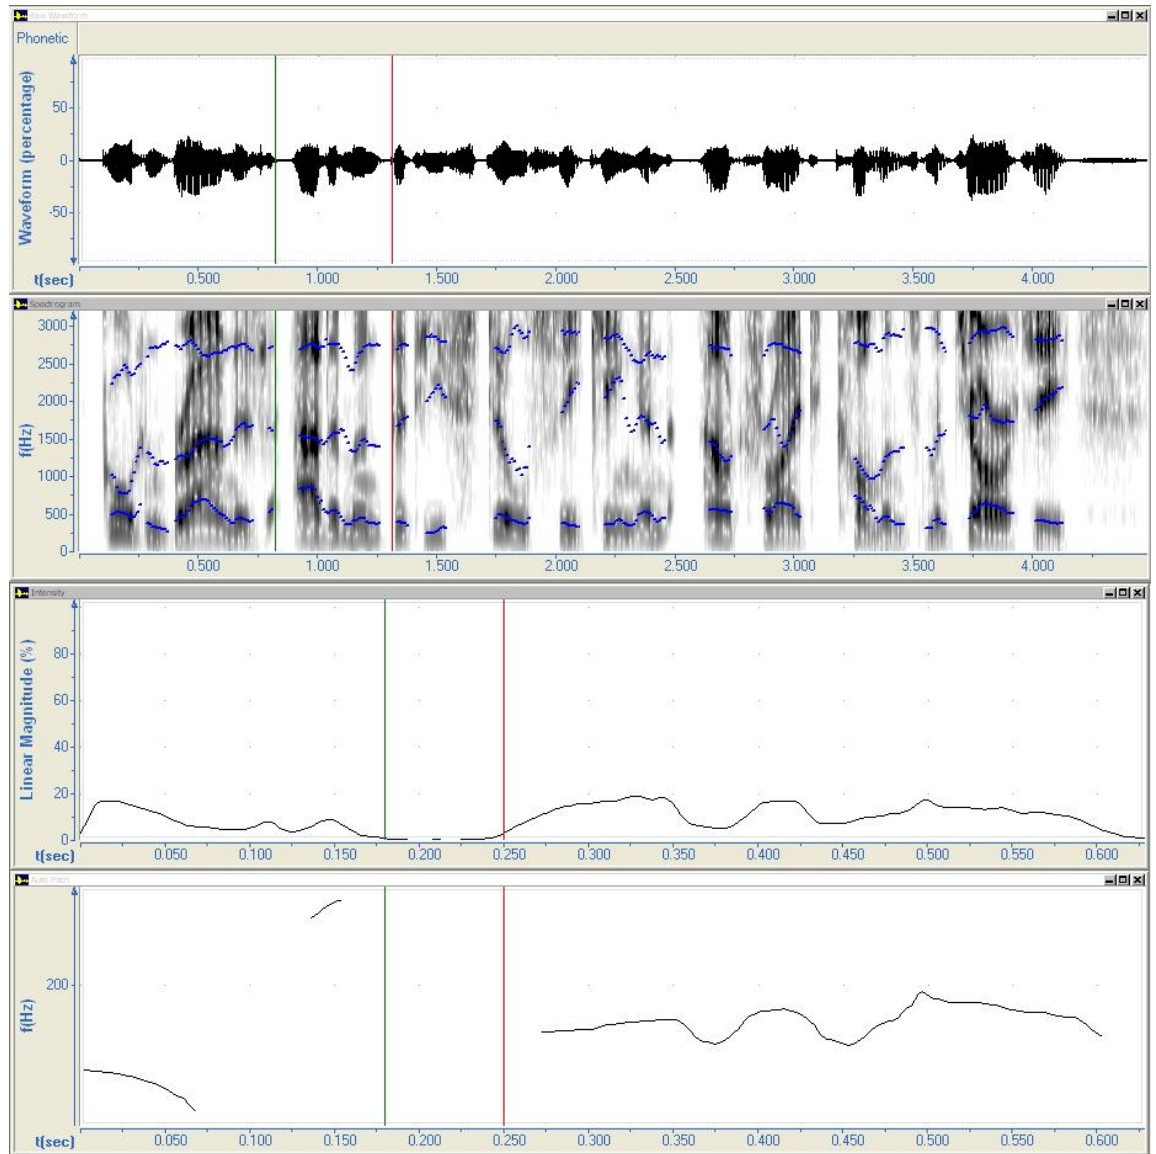 Raw Waveform
Phonetic
Waveform (percentage)
50
0
-50
t(sec) 0.500 1.000 1.500 2.000 2.500 3.000 3.500 4.000
Spectrogram
f(Hz)
3000
2500
2000
1500
1000
500
0
t(sec) 0.500 1.000 1.500 2.000 2.500 3.000 3.500 4.000
Intensity
Linear Magnitude (%)
80
60
40
20
0
t(sec) 0.050 0.100 0.150 0.200 0.250 0.300 0.350 0.400 0.450 0.500 0.550 0.600
Auto Pitch
f(Hz)
200
t(sec) 0.050 0.100 0.150 0.200 0.250 0.300 0.350 0.400 0.450 0.500 0.550 0.600